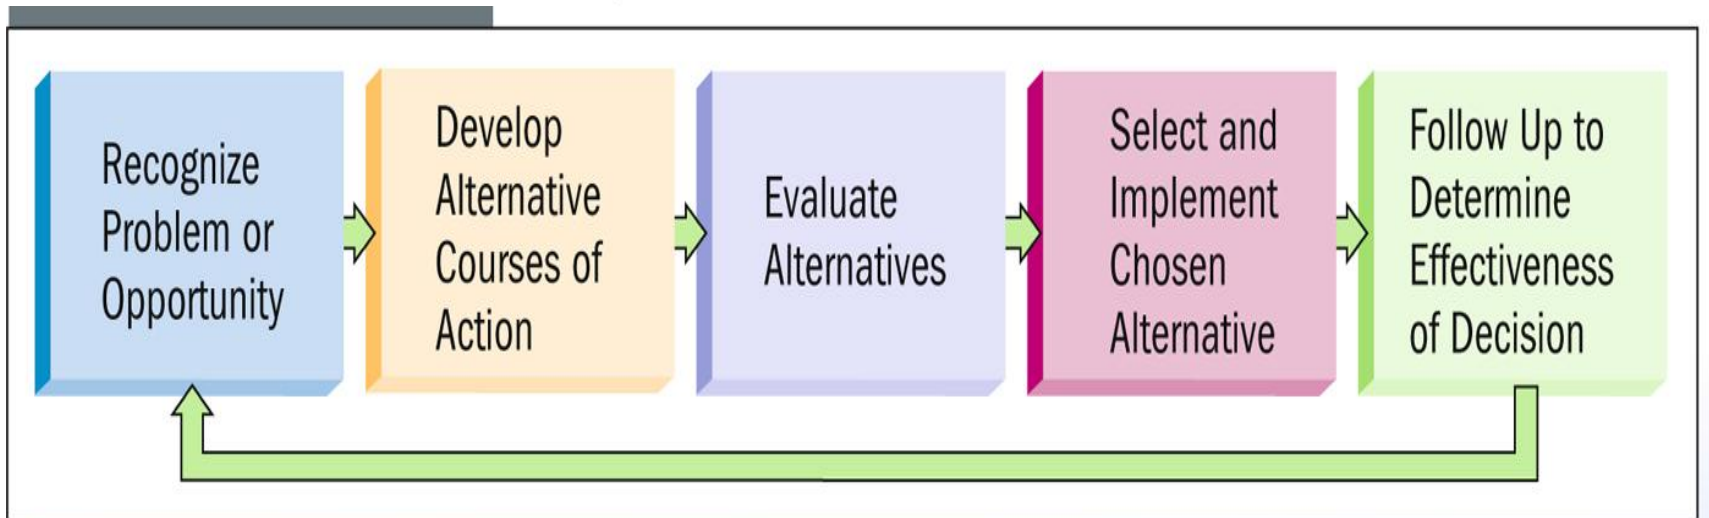 Recognize
Problem or
Opportunity
Develop
Alternative
Courses of
Action
Evaluate
Alternatives
Select and
Implement
Chosen
Alternative
Follow Up to
Determine
Effectiveness
of Decision